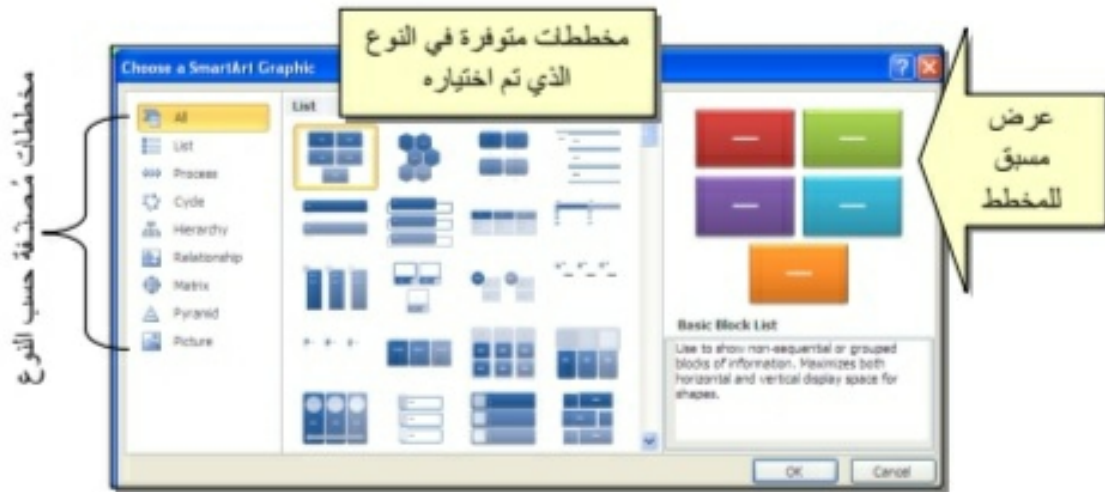 مخططات متوفرة في النوع
الذي تم اختياره
Choose a SmartArt Graphic
مخططات مُصنّفة حسب النوع
All
List
Process
Cycle
Hierarchy
Relationship
Matrix
Pyramid
Picture
List
عرض
مسبق
للمخطط
Basic Block List
Use to show non-sequential or grouped
blocks of information. Maximizes both
horizontal and vertical display space for
shapes.
OK
Cancel